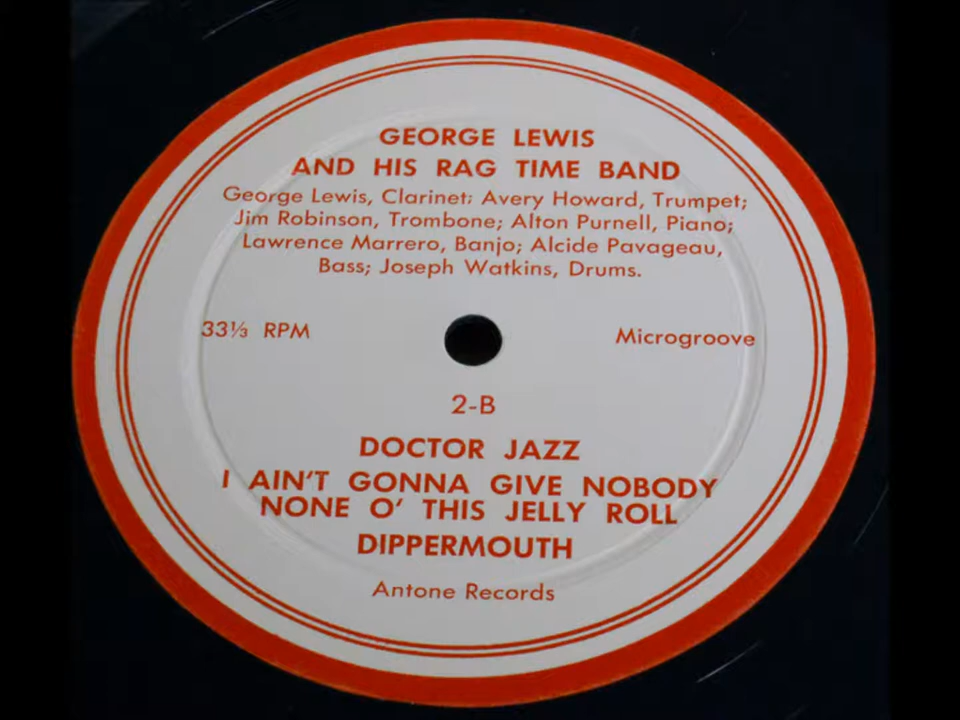 GEORGE LEWIS
AND HIS RAG TIME BAND
George Lewis, Clarinet; Avery Howard, Trumpet;
Jim Robinson, Trombone; Alton Purnell, Piano;
Lawrence Marrero, Banjo; Alcide Pavageau,
Bass; Joseph Watkins, Drums.
33⅓ RPM Microgroove
2-B
DOCTOR JAZZ
I AIN'T GONNA GIVE NOBODY
NONE O' THIS JELLY ROLL
DIPPERMOUTH
Antone Records